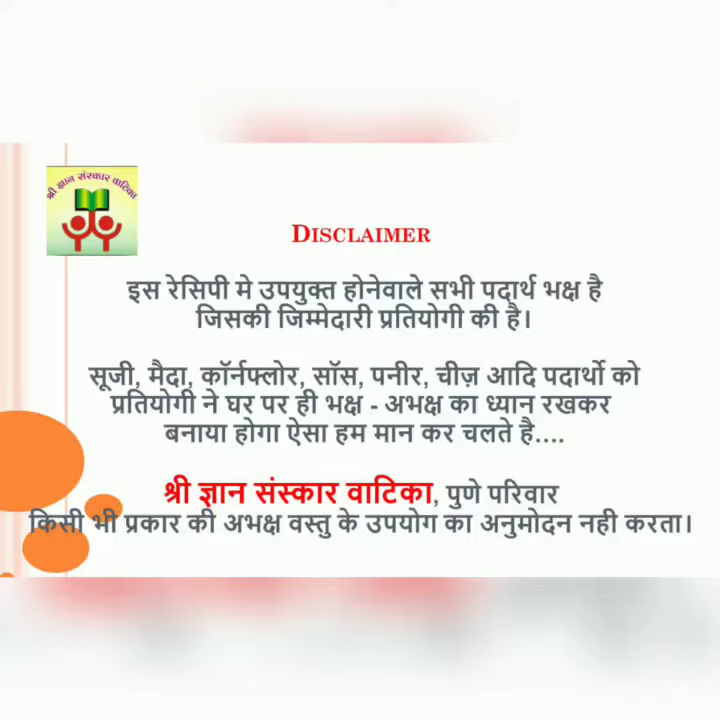 श्री ज्ञान संस्कार वाटिका
DISCLAIMER
इस रेसिपी मे उपयुक्त होनेवाले सभी पदार्थ भक्ष है
जिसकी जिम्मेदारी प्रतियोगी की है।
सूजी, मैदा, कॉर्नफ्लोर, सॉस, पनीर, चीज़ आदि पदार्थो को
प्रतियोगी ने घर पर ही भक्ष - अभक्ष का ध्यान रखकर
बनाया होगा ऐसा हम मान कर चलते है....
श्री ज्ञान संस्कार वाटिका, पुणे परिवार
किसी भी प्रकार की अभक्ष वस्तु के उपयोग का अनुमोदन नही करता।